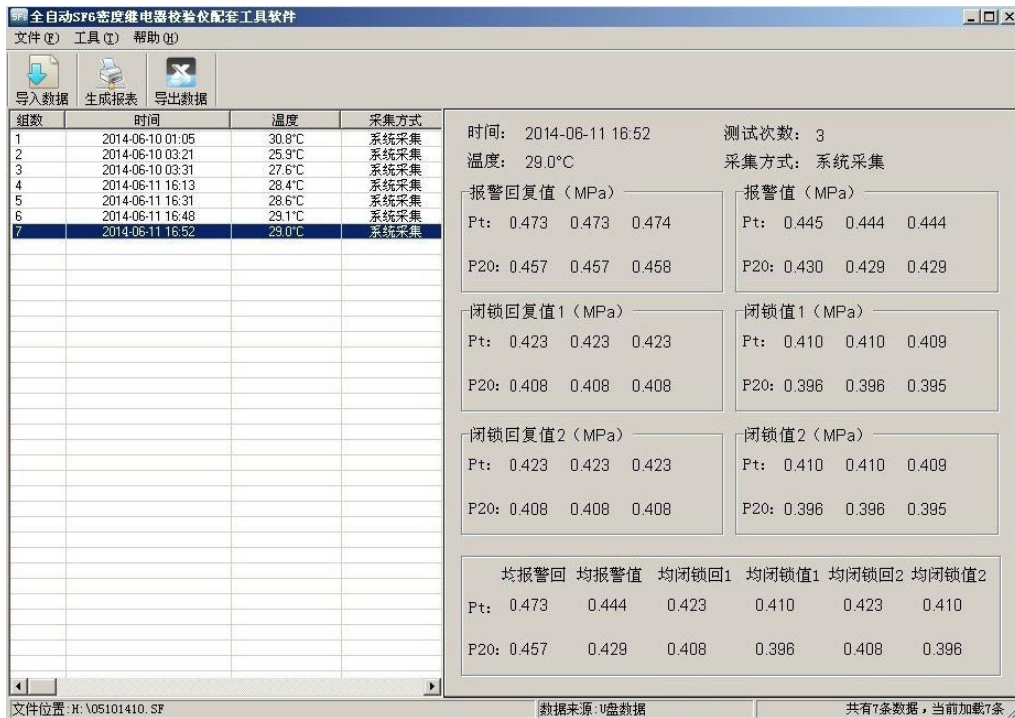 SF6 全自动SF6密度继电器校验仪配套工具软件
文件(F) 工具(T) 帮助(H)
导入数据 生成报表 导出数据
组数 时间 温度 采集方式
1 2014-06-10 01:05 30.8°C 系统采集
2 2014-06-10 03:21 25.9°C 系统采集
3 2014-06-10 03:31 27.6°C 系统采集
4 2014-06-11 16:13 28.4°C 系统采集
5 2014-06-11 16:31 28.6°C 系统采集
6 2014-06-11 16:48 29.1°C 系统采集
7 2014-06-11 16:52 29.0°C 系统采集
时间: 2014-06-11 16:52 测试次数: 3
温度: 29.0°C 采集方式: 系统采集
报警回复值（MPa）
Pt: 0.473 0.473 0.474
P20: 0.457 0.457 0.458
报警值（MPa）
Pt: 0.445 0.444 0.444
P20: 0.430 0.429 0.429
闭锁回复值1（MPa）
Pt: 0.423 0.423 0.423
P20: 0.408 0.408 0.408
闭锁值1（MPa）
Pt: 0.410 0.410 0.409
P20: 0.396 0.396 0.395
闭锁回复值2（MPa）
Pt: 0.423 0.423 0.423
P20: 0.408 0.408 0.408
闭锁值2（MPa）
Pt: 0.410 0.410 0.409
P20: 0.396 0.396 0.395
均报警回 均报警值 均闭锁回1 均闭锁值1 均闭锁回2 均闭锁值2
Pt: 0.473 0.444 0.423 0.410 0.423 0.410
P20: 0.457 0.429 0.408 0.396 0.408 0.396
文件位置:H:\05101410.SF 数据来源:U盘数据 共有7条数据，当前加载7条